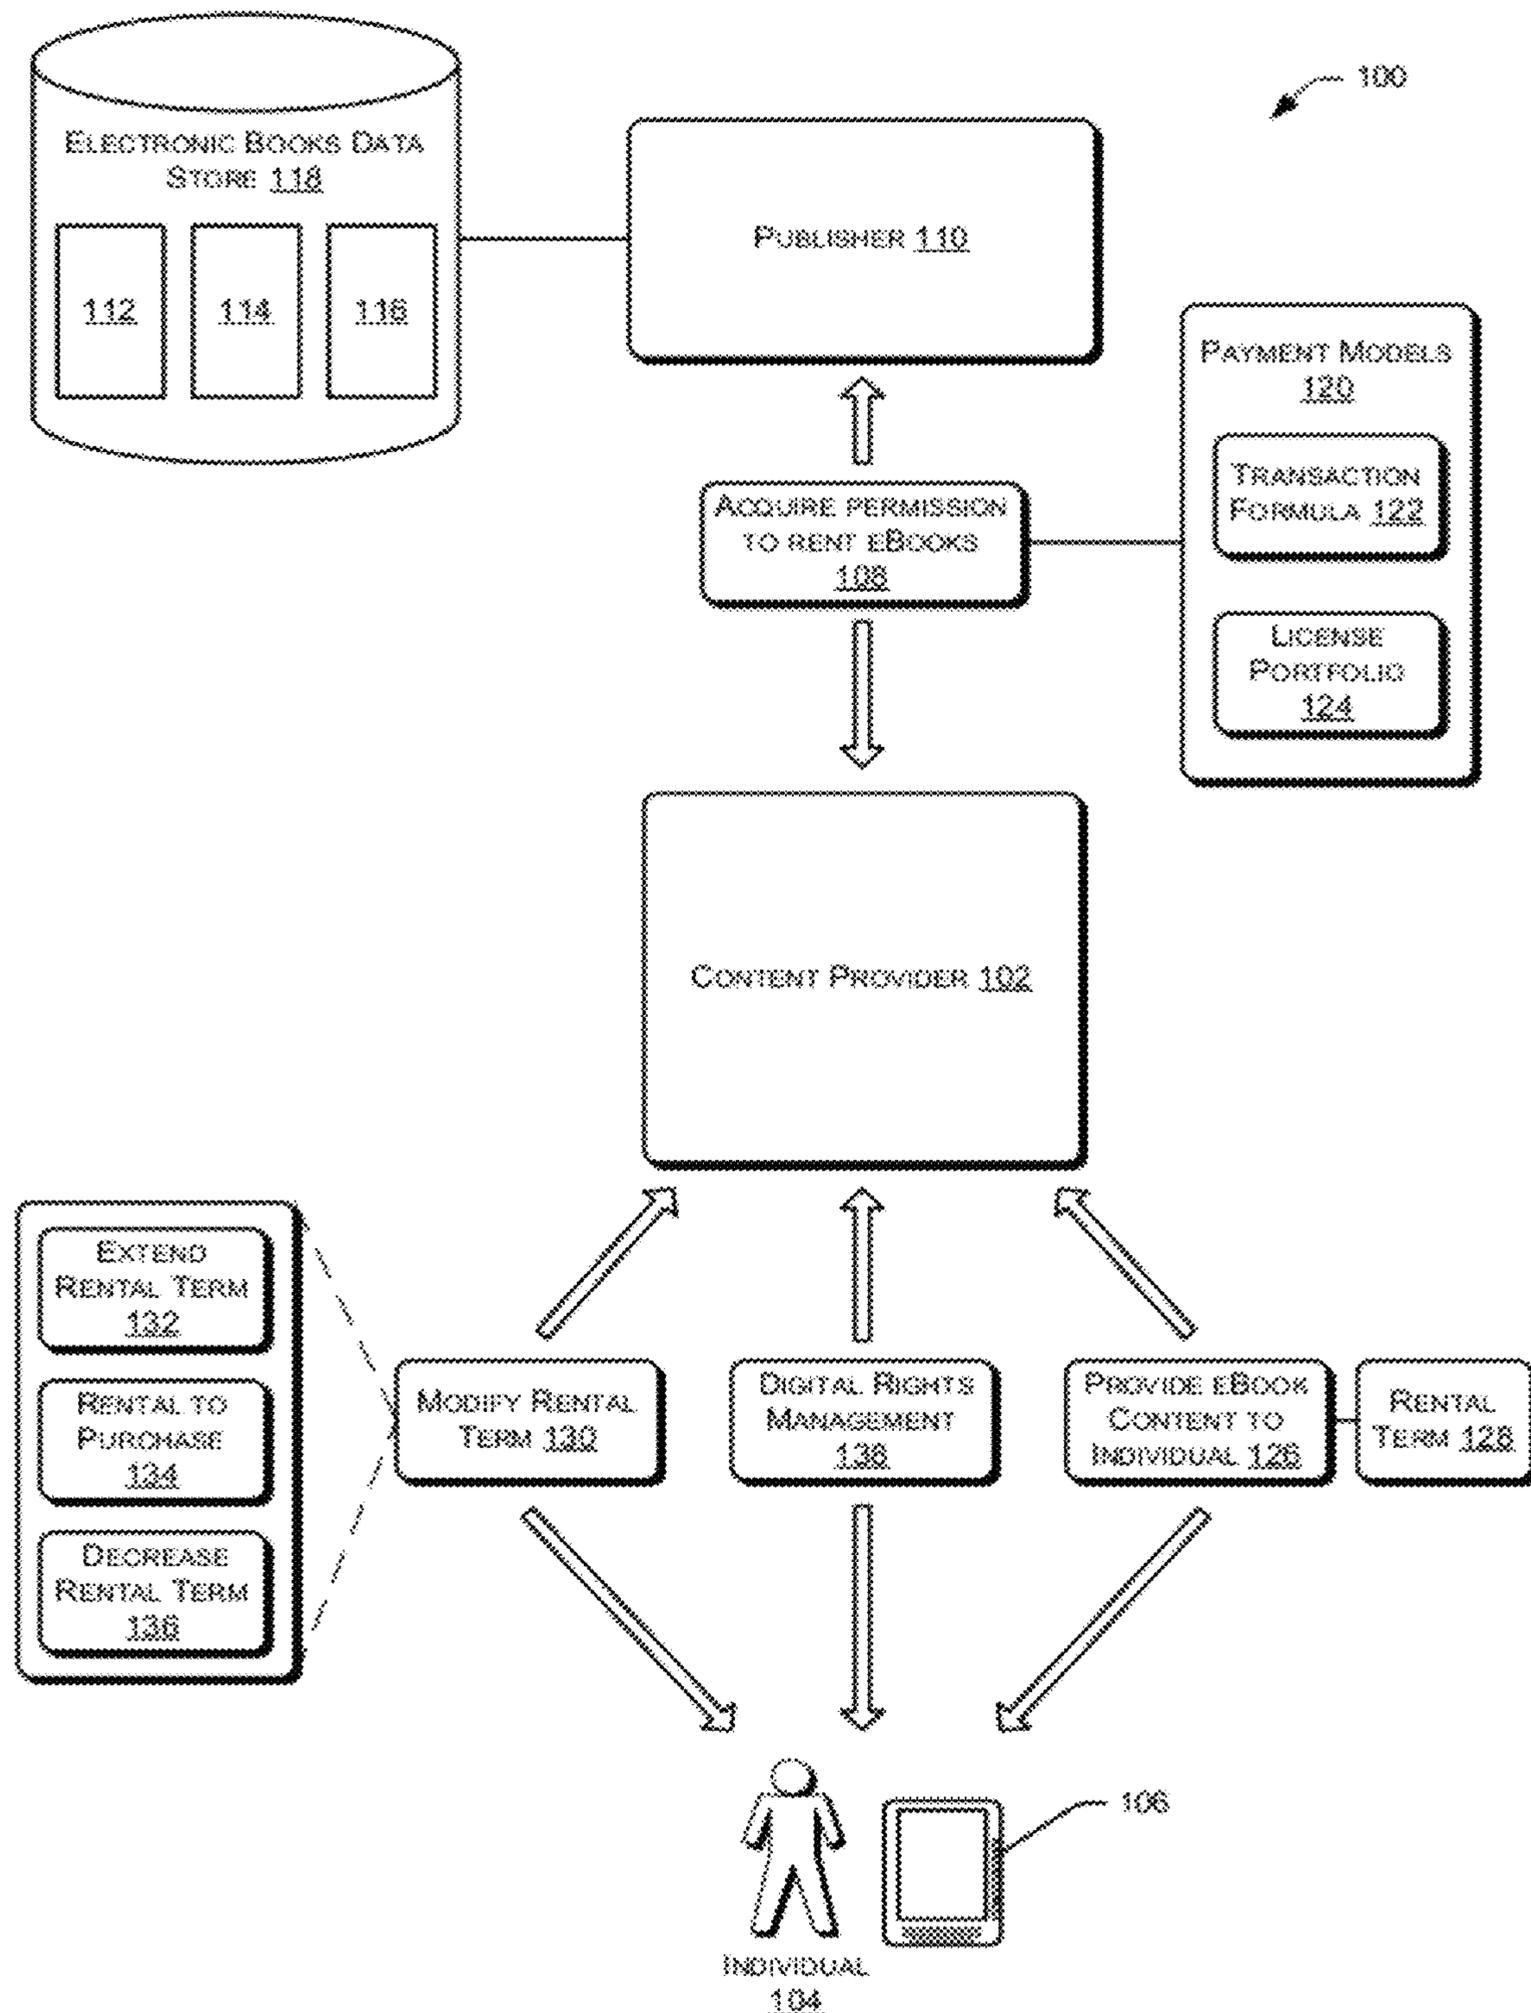 100
ELECTRONIC BOOKS DATA
STORE 118
112
114
116
PUBLISHER 110
PAYMENT MODELS
120
TRANSACTION
FORMULA 122
LICENSE
PORTFOLIO
124
ACQUIRE PERMISSION
TO RENT EBOOKS
108
CONTENT PROVIDER 102
EXTEND
RENTAL TERM
132
RENTAL TO
PURCHASE
134
DECREASE
RENTAL TERM
136
MODIFY RENTAL
TERM 130
DIGITAL RIGHTS
MANAGEMENT
138
PROVIDE EBOOK
CONTENT TO
INDIVIDUAL 126
RENTAL
TERM 128
106
INDIVIDUAL
104